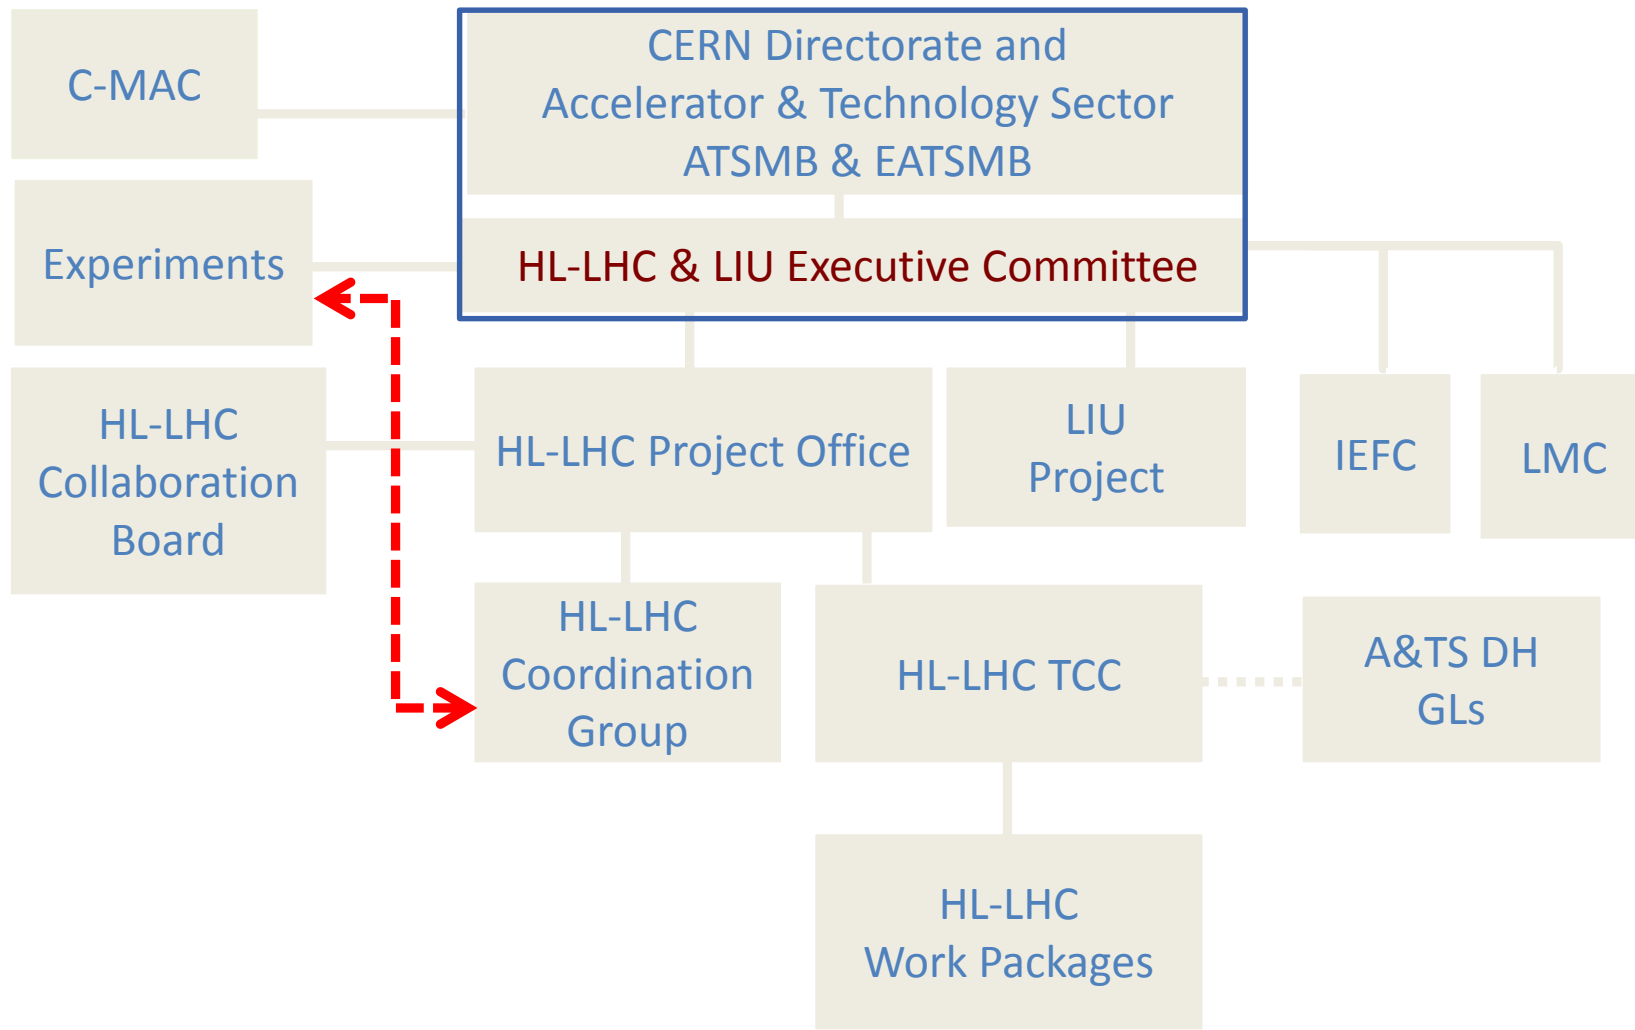 C-MAC
CERN Directorate and
Accelerator & Technology Sector
ATSMB & EATSMB
Experiments
HL-LHC & LIU Executive Committee
HL-LHC
Collaboration
Board
HL-LHC Project Office
LIU
Project
IEFC
LMC
HL-LHC
Coordination
Group
HL-LHC TCC
A&TS DH
GLs
HL-LHC
Work Packages